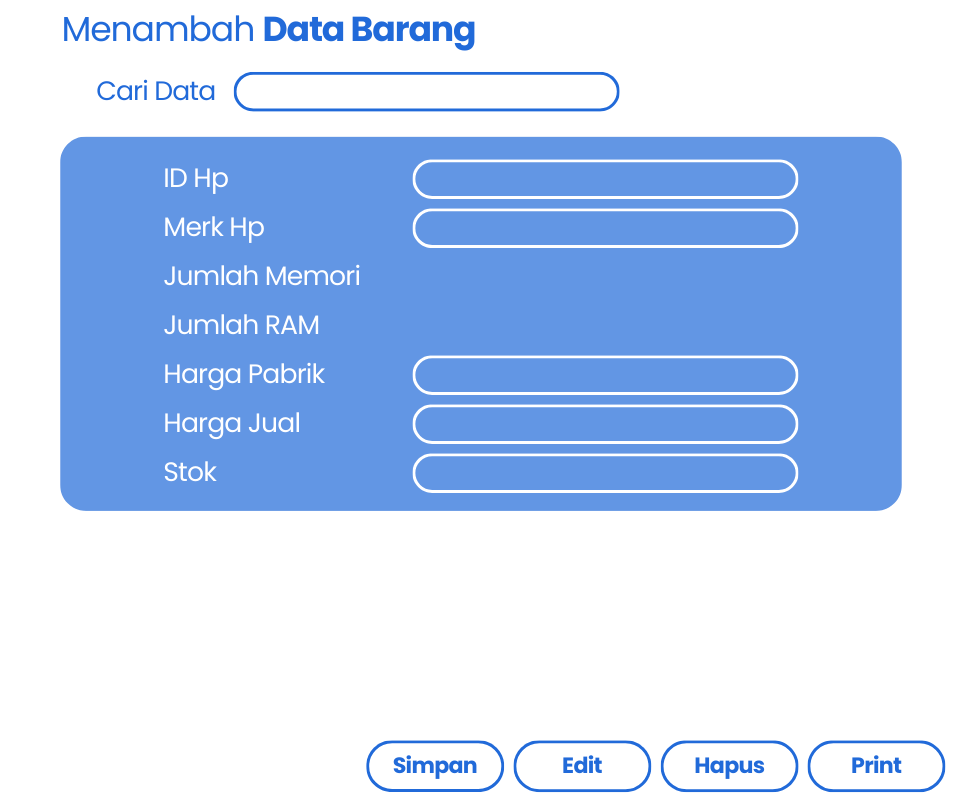 Menambah Data Barang
Cari Data
ID Hp
Merk Hp
Jumlah Memori
Jumlah RAM
Harga Pabrik
Harga Jual
Stok
Simpan Edit Hapus Print